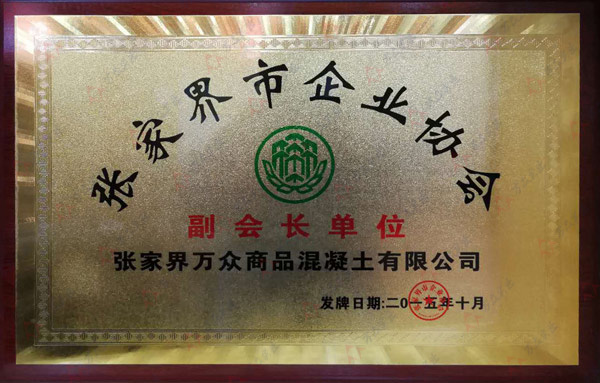 张家界市企业协会
副会长单位
张家界万众商品混凝土有限公司
发牌日期:二0一五年十月